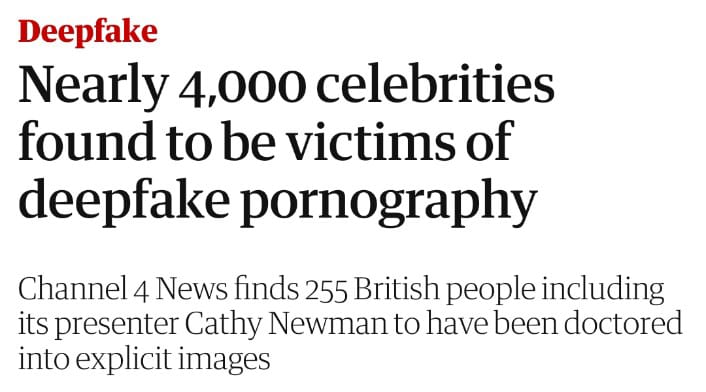 Deepfake
Nearly 4,000 celebrities
found to be victims of
deepfake pornography
Channel 4 News finds 255 British people including
its presenter Cathy Newman to have been doctored
into explicit images